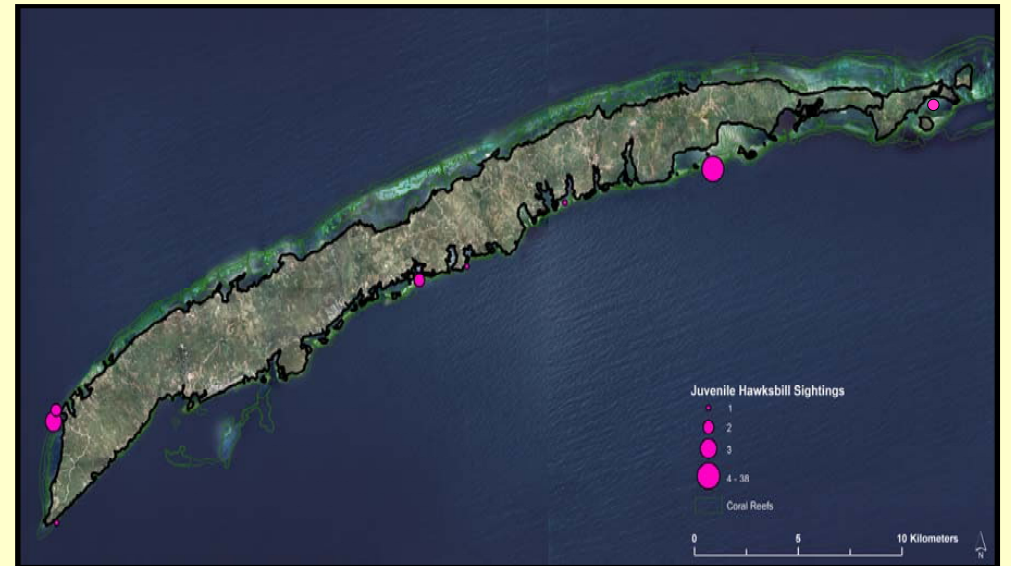 Juvenile Hawksbill Sightings
1
2
3
4 - 38
Coral Reefs
0 5 10 Kilometers
N